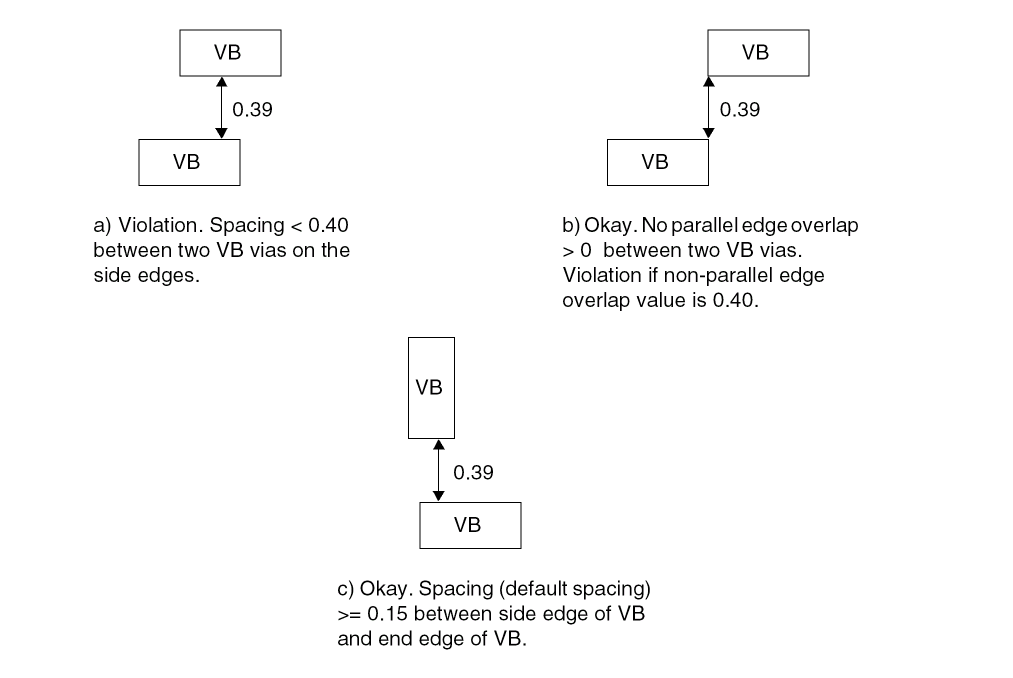 VB
0.39
VB
a) Violation. Spacing < 0.40
between two VB vias on the
side edges.
VB
0.39
VB
b) Okay. No parallel edge overlap
> 0 between two VB vias.
Violation if non-parallel edge
overlap value is 0.40.
VB
0.39
VB
c) Okay. Spacing (default spacing)
>= 0.15 between side edge of VB
and end edge of VB.